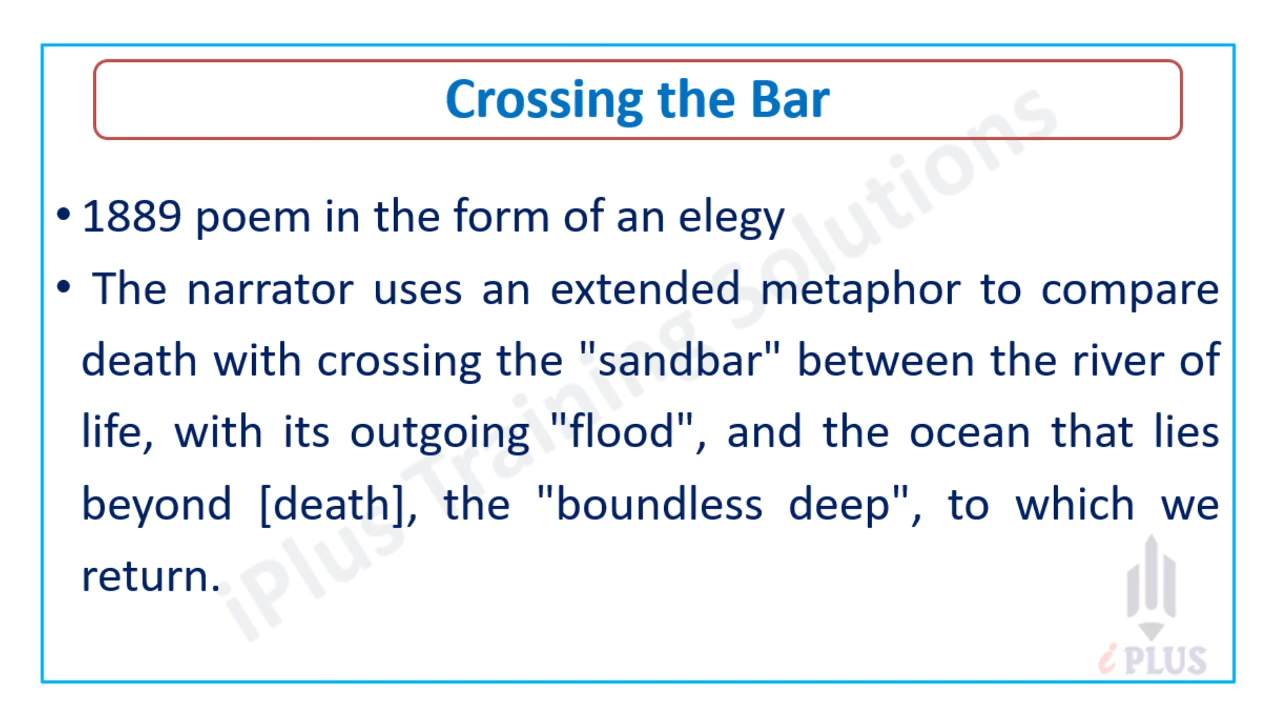 Crossing the Bar
• 1889 poem in the form of an elegy
• The narrator uses an extended metaphor to compare
death with crossing the "sandbar" between the river of
life, with its outgoing "flood", and the ocean that lies
beyond [death], the "boundless deep", to which we
return.
iPlus Training Solutions
i PLUS